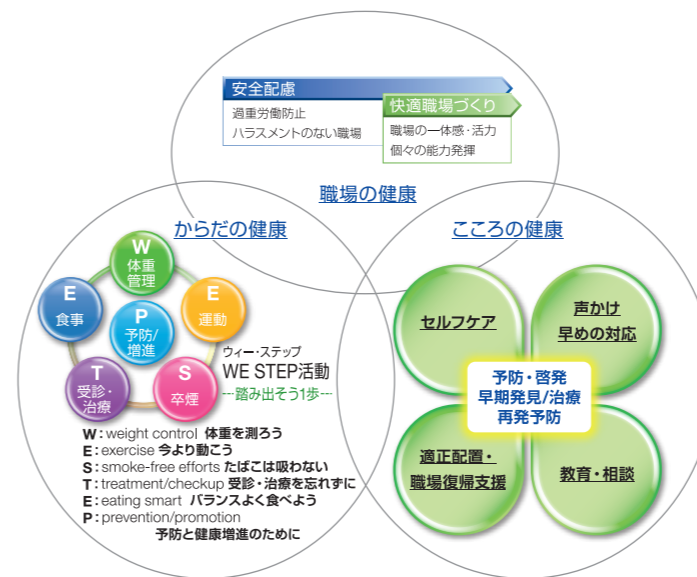 安全配慮
過重労働防止
ハラスメントのない職場
快適職場づくり
職場の一体感・活力
個々の能力発揮
職場の健康
からだの健康
こころの健康
W
体重
管理
E
食事
P
予防/
増進
E
運動
T
受診・
治療
S
卒煙
ウィー・ステップ
WE STEP活動
---踏み出そう1歩---
W:weight control 体重を測ろう
E:exercise 今より動こう
S:smoke-free efforts たばこは吸わない
T:treatment/checkup 受診・治療を忘れずに
E:eating smart バランスよく食べよう
P:prevention/promotion
予防と健康増進のために
セルフケア
声かけ
早めの対応
予防・啓発
早期発見/治療
再発予防
適正配置・
職場復帰支援
教育・相談